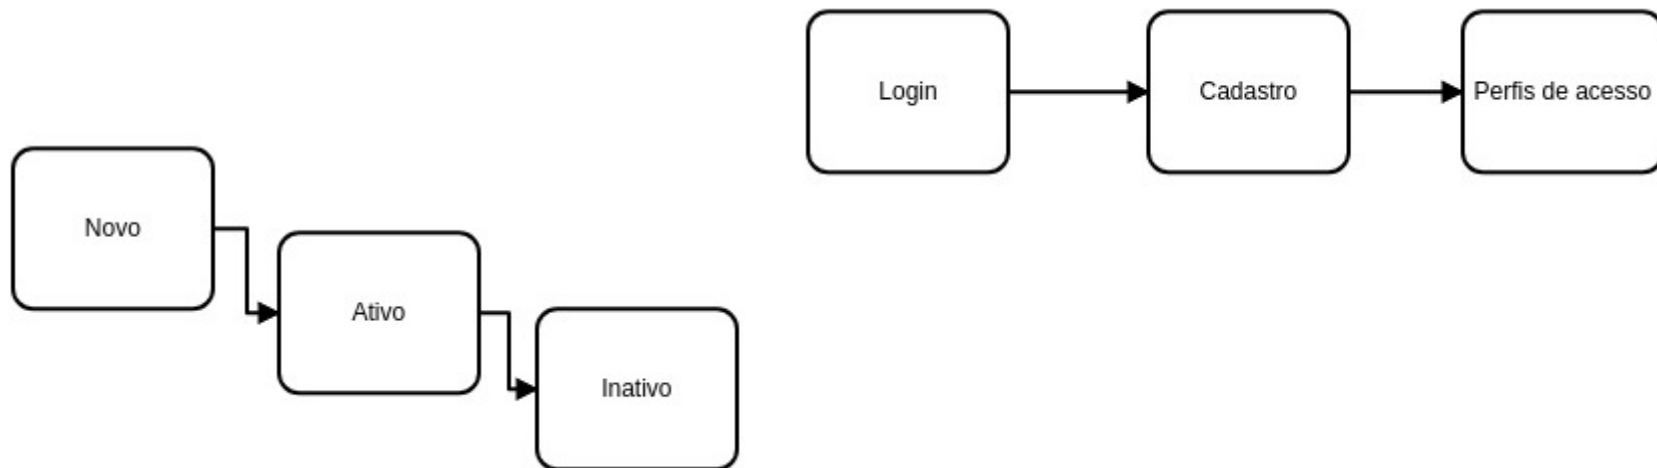 Login
Cadastro
Perfis de acesso
Novo
Ativo
Inativo